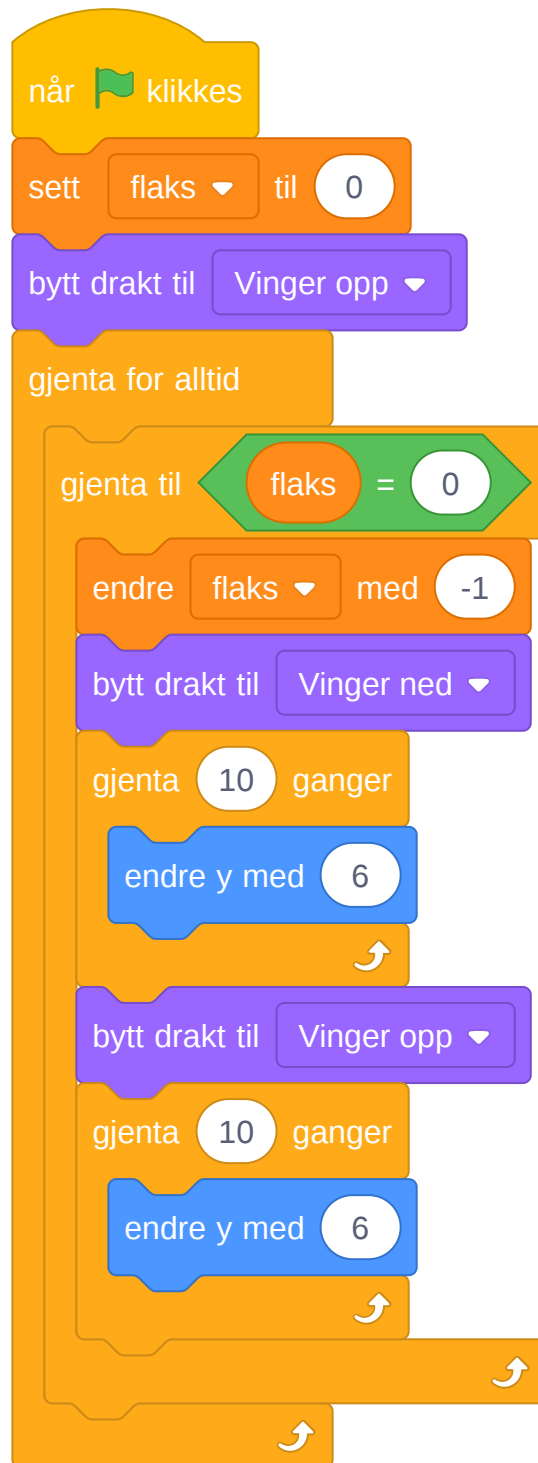 når klikkes
sett flaks til 0
bytt drakt til Vinger opp
gjenta for alltid
gjenta til flaks = 0
endre flaks med -1
bytt drakt til Vinger ned
gjenta 10 ganger
endre y med 6
bytt drakt til Vinger opp
gjenta 10 ganger
endre y med 6